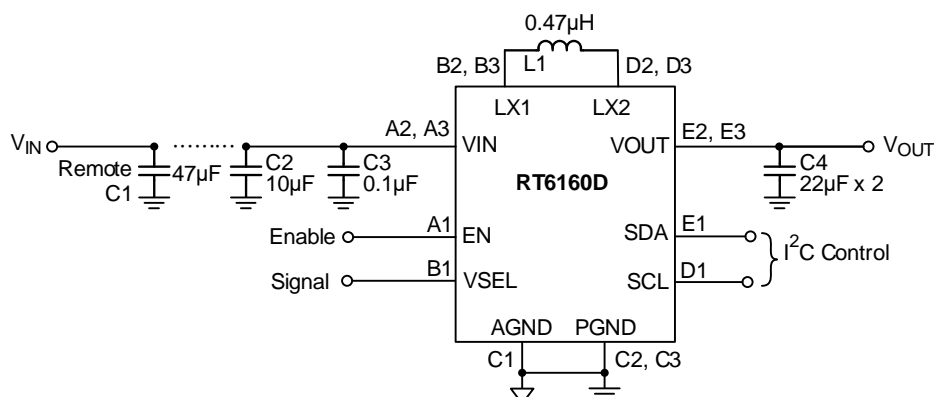 0.47µH
B2, B3
L1
D2, D3
LX1
LX2
VIN
A2, A3
VIN
VOUT
E2, E3
VOUT
Remote
C1
47µF
C2
10µF
C3
0.1µF
RT6160D
C4
22µF x 2
Enable
A1
EN
SDA
E1
I²C Control
Signal
B1
VSEL
SCL
D1
AGND
PGND
C1
C2, C3